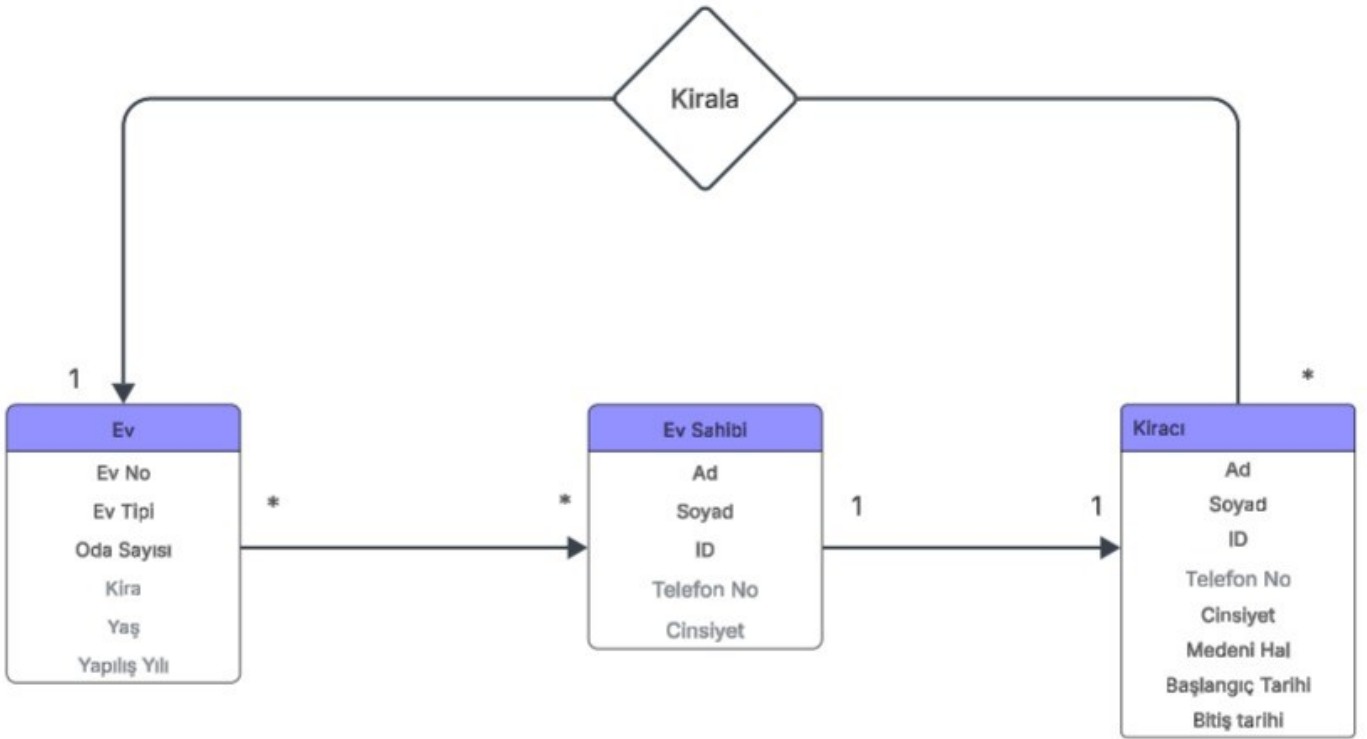 Kirala
1
*
Ev
Ev No
Ev Tipi
Oda Sayısı
Kira
Yaş
Yapılış Yılı
*
*
Ev Sahibi
Ad
Soyad
ID
Telefon No
Cinsiyet
1
1
Kiracı
Ad
Soyad
ID
Telefon No
Cinsiyet
Medeni Hal
Başlangıç Tarihi
Bitiş tarihi